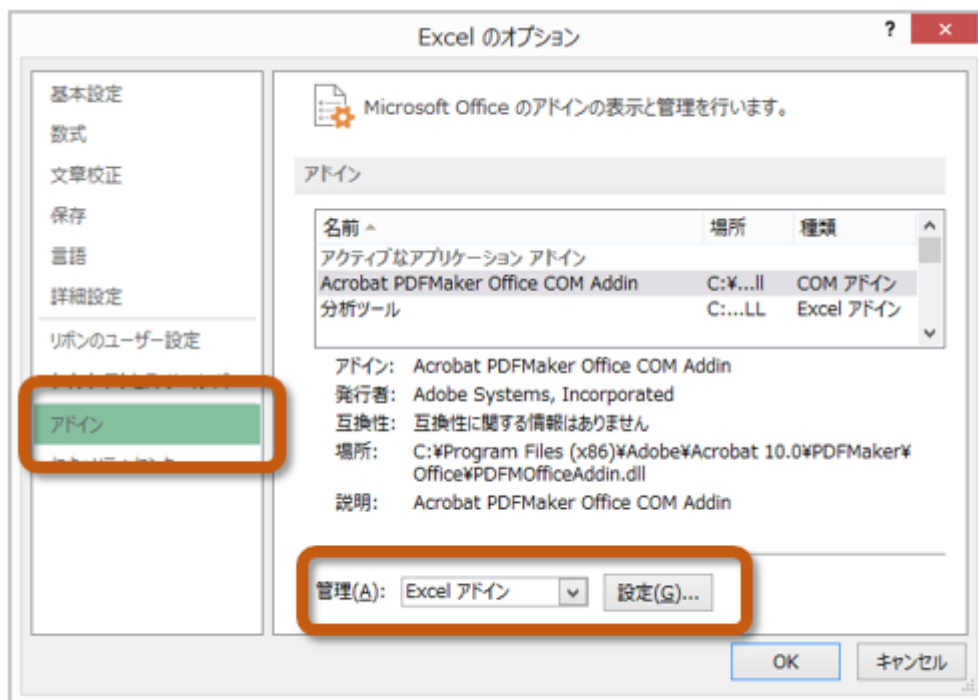 Excel のオプション
?
×
基本設定
数式
文章校正
保存
言語
詳細設定
リボンのユーザー設定
アドイン
Microsoft Office のアドインの表示と管理を行います。
アドイン
名前 場所 種類
アクティブなアプリケーション アドイン
Acrobat PDFMaker Office COM Addin C:¥...ll COM アドイン
分析ツール C:...LL Excel アドイン
アドイン: Acrobat PDFMaker Office COM Addin
発行者: Adobe Systems, Incorporated
互換性: 互換性に関する情報はありません
場所: C:¥Program Files (x86)¥Adobe¥Acrobat 10.0¥PDFMaker¥
Office¥PDFMOfficeAddin.dll
説明: Acrobat PDFMaker Office COM Addin
管理(A): Excel アドイン 設定(G)...
OK キャンセル